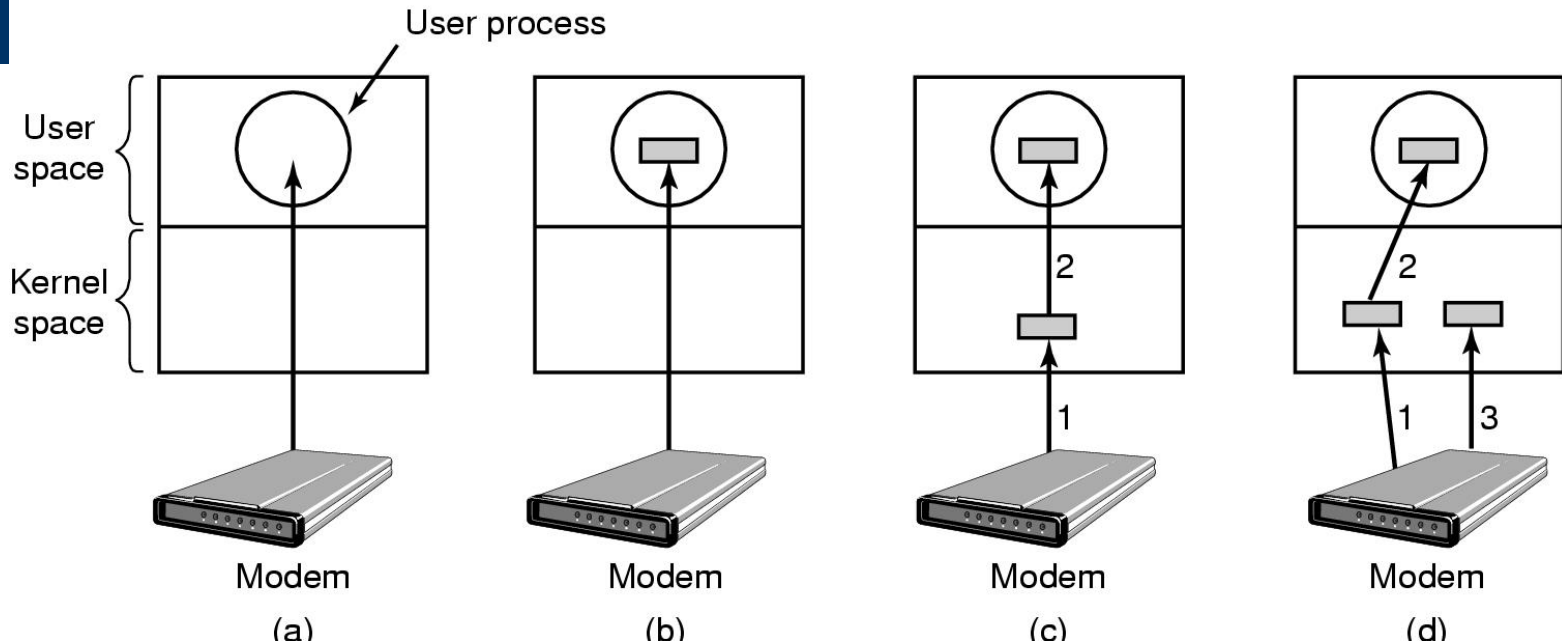 User process
User
space
Kernel
space
2
2
1
1
3
Modem
Modem
Modem
Modem
(a)
(b)
(c)
(d)